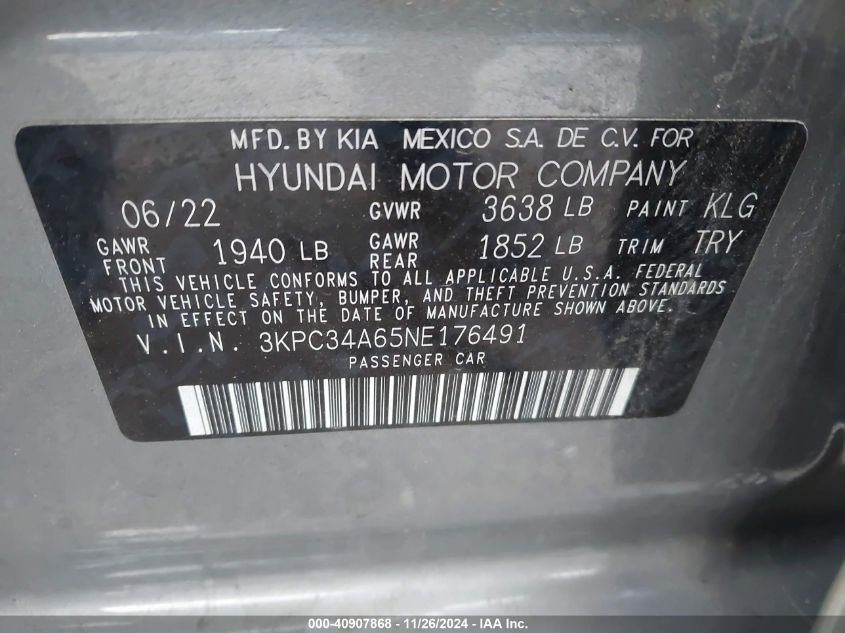 MFD. BY KIA MEXICO S.A. DE C.V. FOR
HYUNDAI MOTOR COMPANY
06/22 GVWR 3638 LB PAINT KLG
GAWR FRONT 1940 LB GAWR REAR 1852 LB TRIM TRY
THIS VEHICLE CONFORMS TO ALL APPLICABLE U.S.A. FEDERAL
MOTOR VEHICLE SAFETY, BUMPER, AND THEFT PREVENTION STANDARDS
IN EFFECT ON THE DATE OF MANUFACTURE SHOWN ABOVE.
V.I.N. 3KPC34A65NE176491
PASSENGER CAR
000-40907868 - 11/26/2024 - IAA Inc.